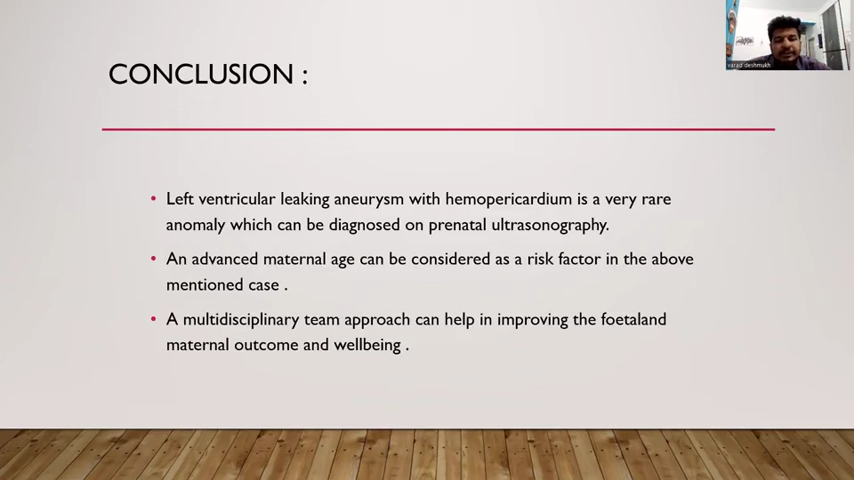 CONCLUSION :
varad deshmukh
• Left ventricular leaking aneurysm with hemopericardium is a very rare
anomaly which can be diagnosed on prenatal ultrasonography.
• An advanced maternal age can be considered as a risk factor in the above
mentioned case .
• A multidisciplinary team approach can help in improving the foetaland
maternal outcome and wellbeing .